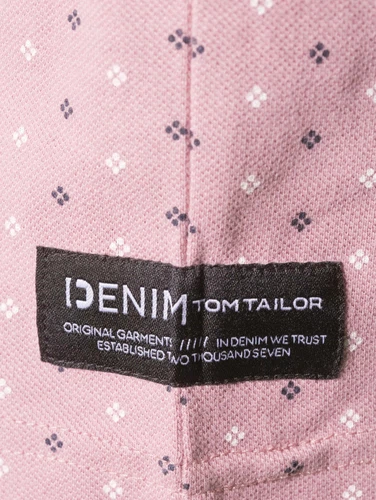 DENIM TOM TAILOR
ORIGINAL GARMENTS ///// IN DENIM WE TRUST
ESTABLISHED TWO THOUSAND SEVEN